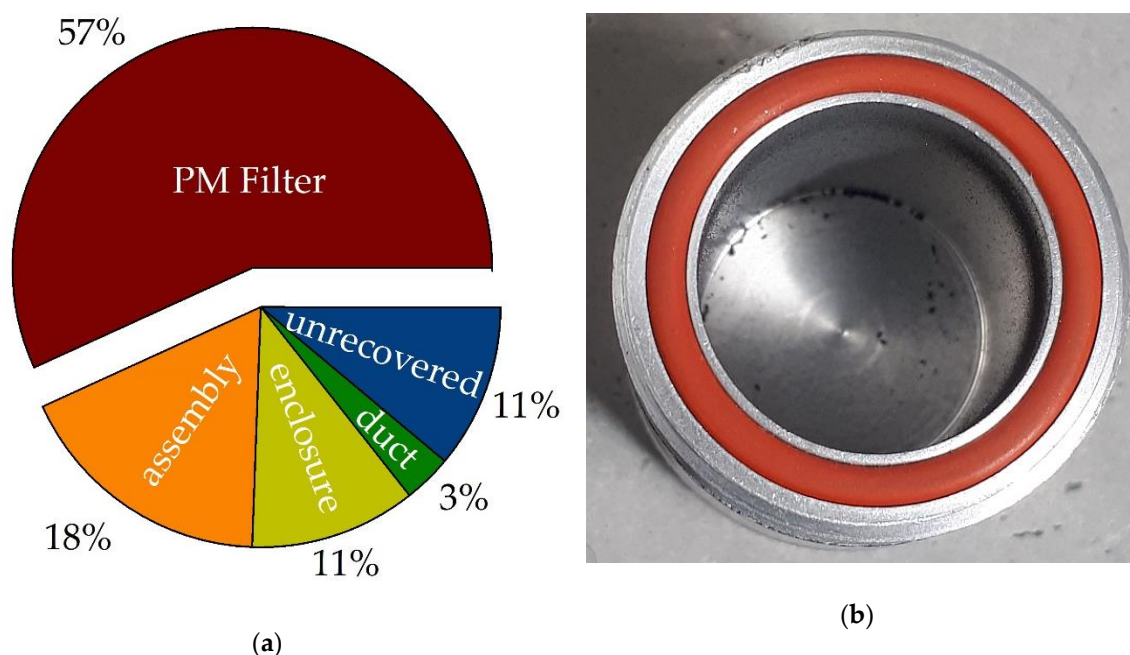 57%
PM Filter
unrecovered
11%
duct
3%
enclosure
11%
assembly
18%
(a)
(b)